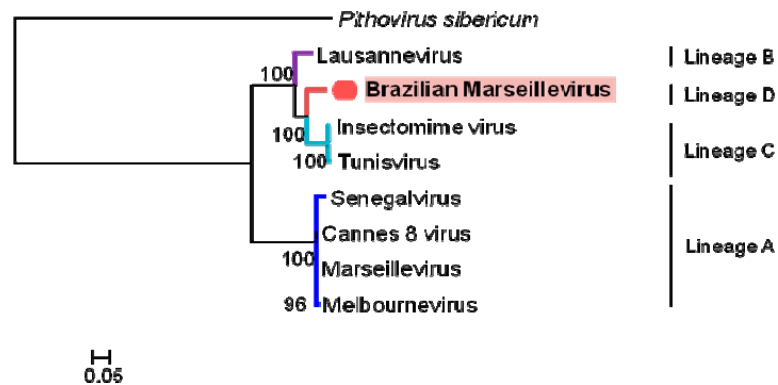 Pithovirus sibericum
Lausannevirus
Lineage B
100
Brazilian Marseillevirus
Lineage D
100
Insectomime virus
100
Tunisvirus
Lineage C
Senegalvirus
Cannes 8 virus
Lineage A
100
Marseillevirus
96
Melbournevirus
0.05